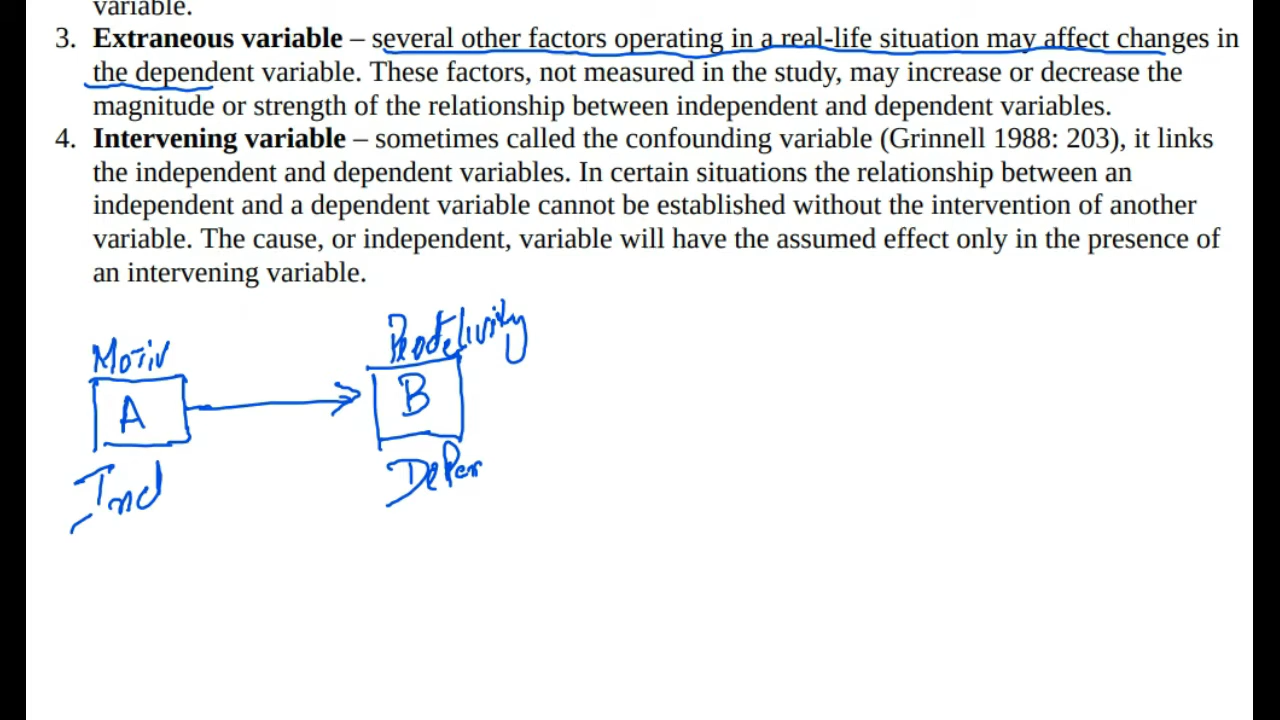 variable.
3. Extraneous variable – several other factors operating in a real-life situation may affect changes in
the dependent variable. These factors, not measured in the study, may increase or decrease the
magnitude or strength of the relationship between independent and dependent variables.
4. Intervening variable – sometimes called the confounding variable (Grinnell 1988: 203), it links
the independent and dependent variables. In certain situations the relationship between an
independent and a dependent variable cannot be established without the intervention of another
variable. The cause, or independent, variable will have the assumed effect only in the presence of
an intervening variable.
Motiv
A
Ind
B
DePen